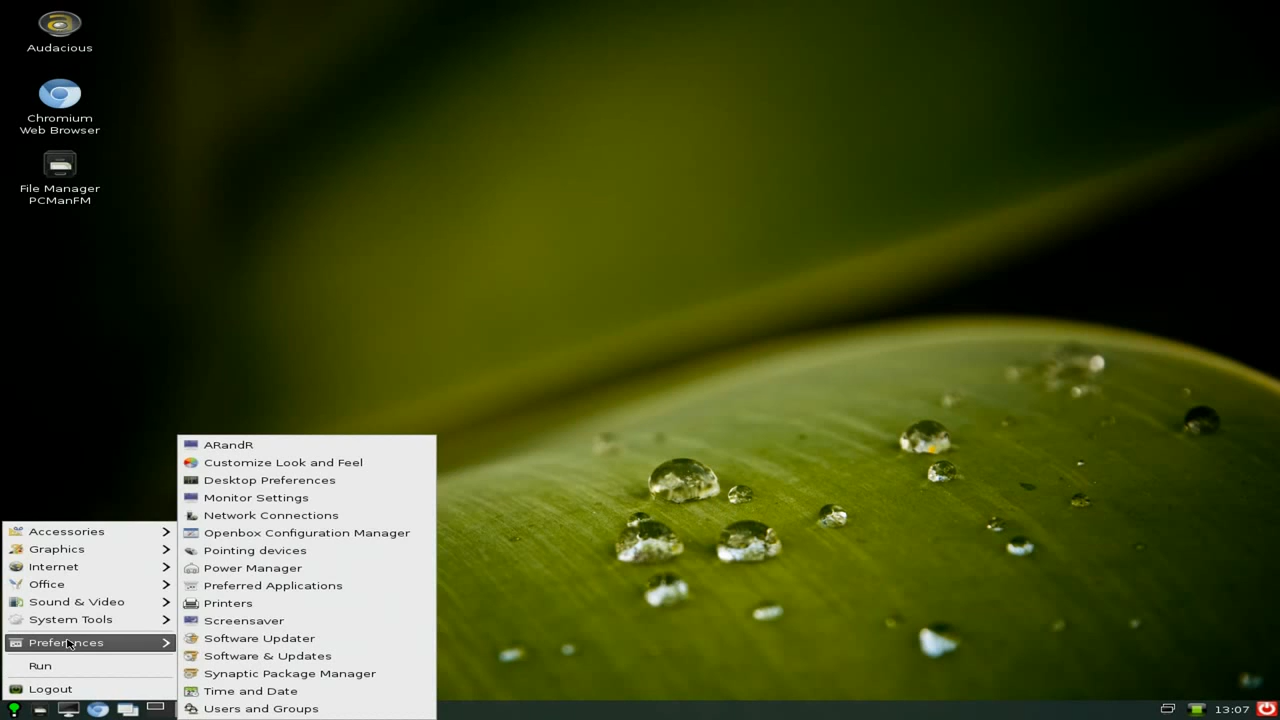 Audacious
Chromium
Web Browser
File Manager
PCManFM
ARandR
Customize Look and Feel
Desktop Preferences
Monitor Settings
Network Connections
Openbox Configuration Manager
Pointing devices
Power Manager
Preferred Applications
Printers
Screensaver
Software Updater
Software & Updates
Synaptic Package Manager
Time and Date
Users and Groups
Accessories
Graphics
Internet
Office
Sound & Video
System Tools
Preferences
Run
Logout
13:07